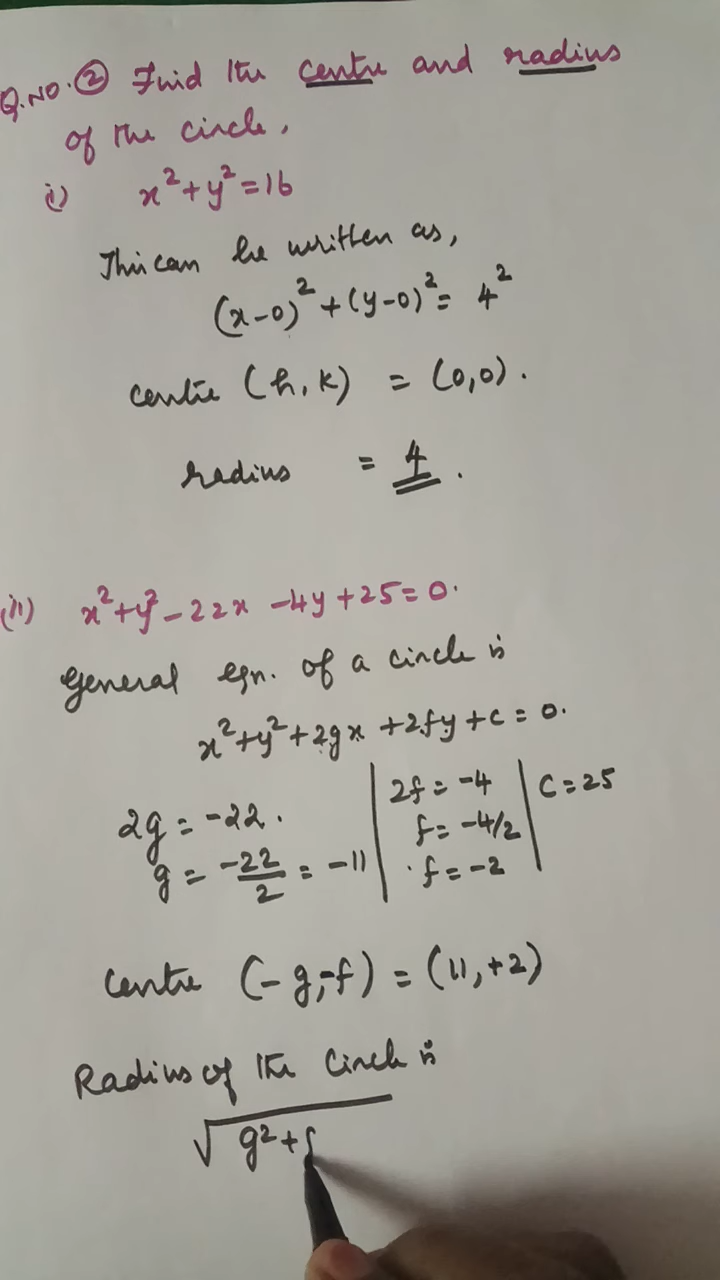 Q.NO.② Find the centre and radius
of the circle.
i) x²+y²=16
This can be written as,
(x-0)²+(y-0)²= 4²
centre (h,k) = (0,0).
radius = 4.
(ii) x²+y²-22x -4y +25=0.
General eqn. of a circle is
x²+y²+2gx +2fy +c = 0.
2g = -22. | 2f = -4 | C=25
g = -22/2 = -11 | f= -4/2
f = -2
Centre (-g,-f) = (11,+2)
Radius of the Circle is
√g²+f